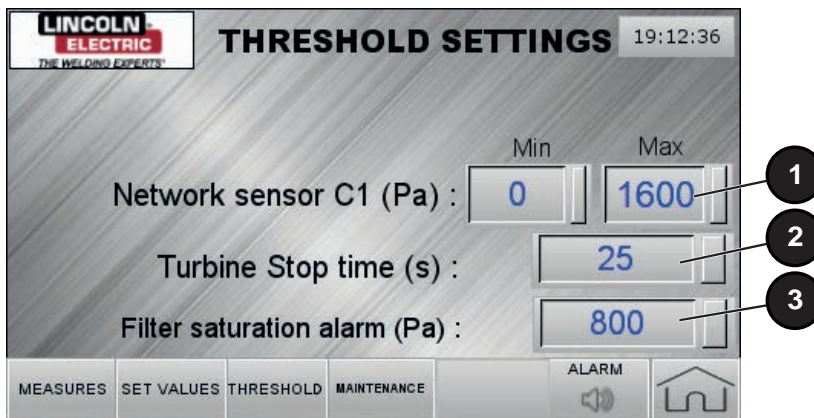 LINCOLN
ELECTRIC
THE WELDING EXPERTS®
THRESHOLD SETTINGS
19:12:36
Min Max
Network sensor C1 (Pa) : 0 1600 1
Turbine Stop time (s) : 25 2
Filter saturation alarm (Pa) : 800 3
MEASURES SET VALUES THRESHOLD MAINTENANCE ALARM